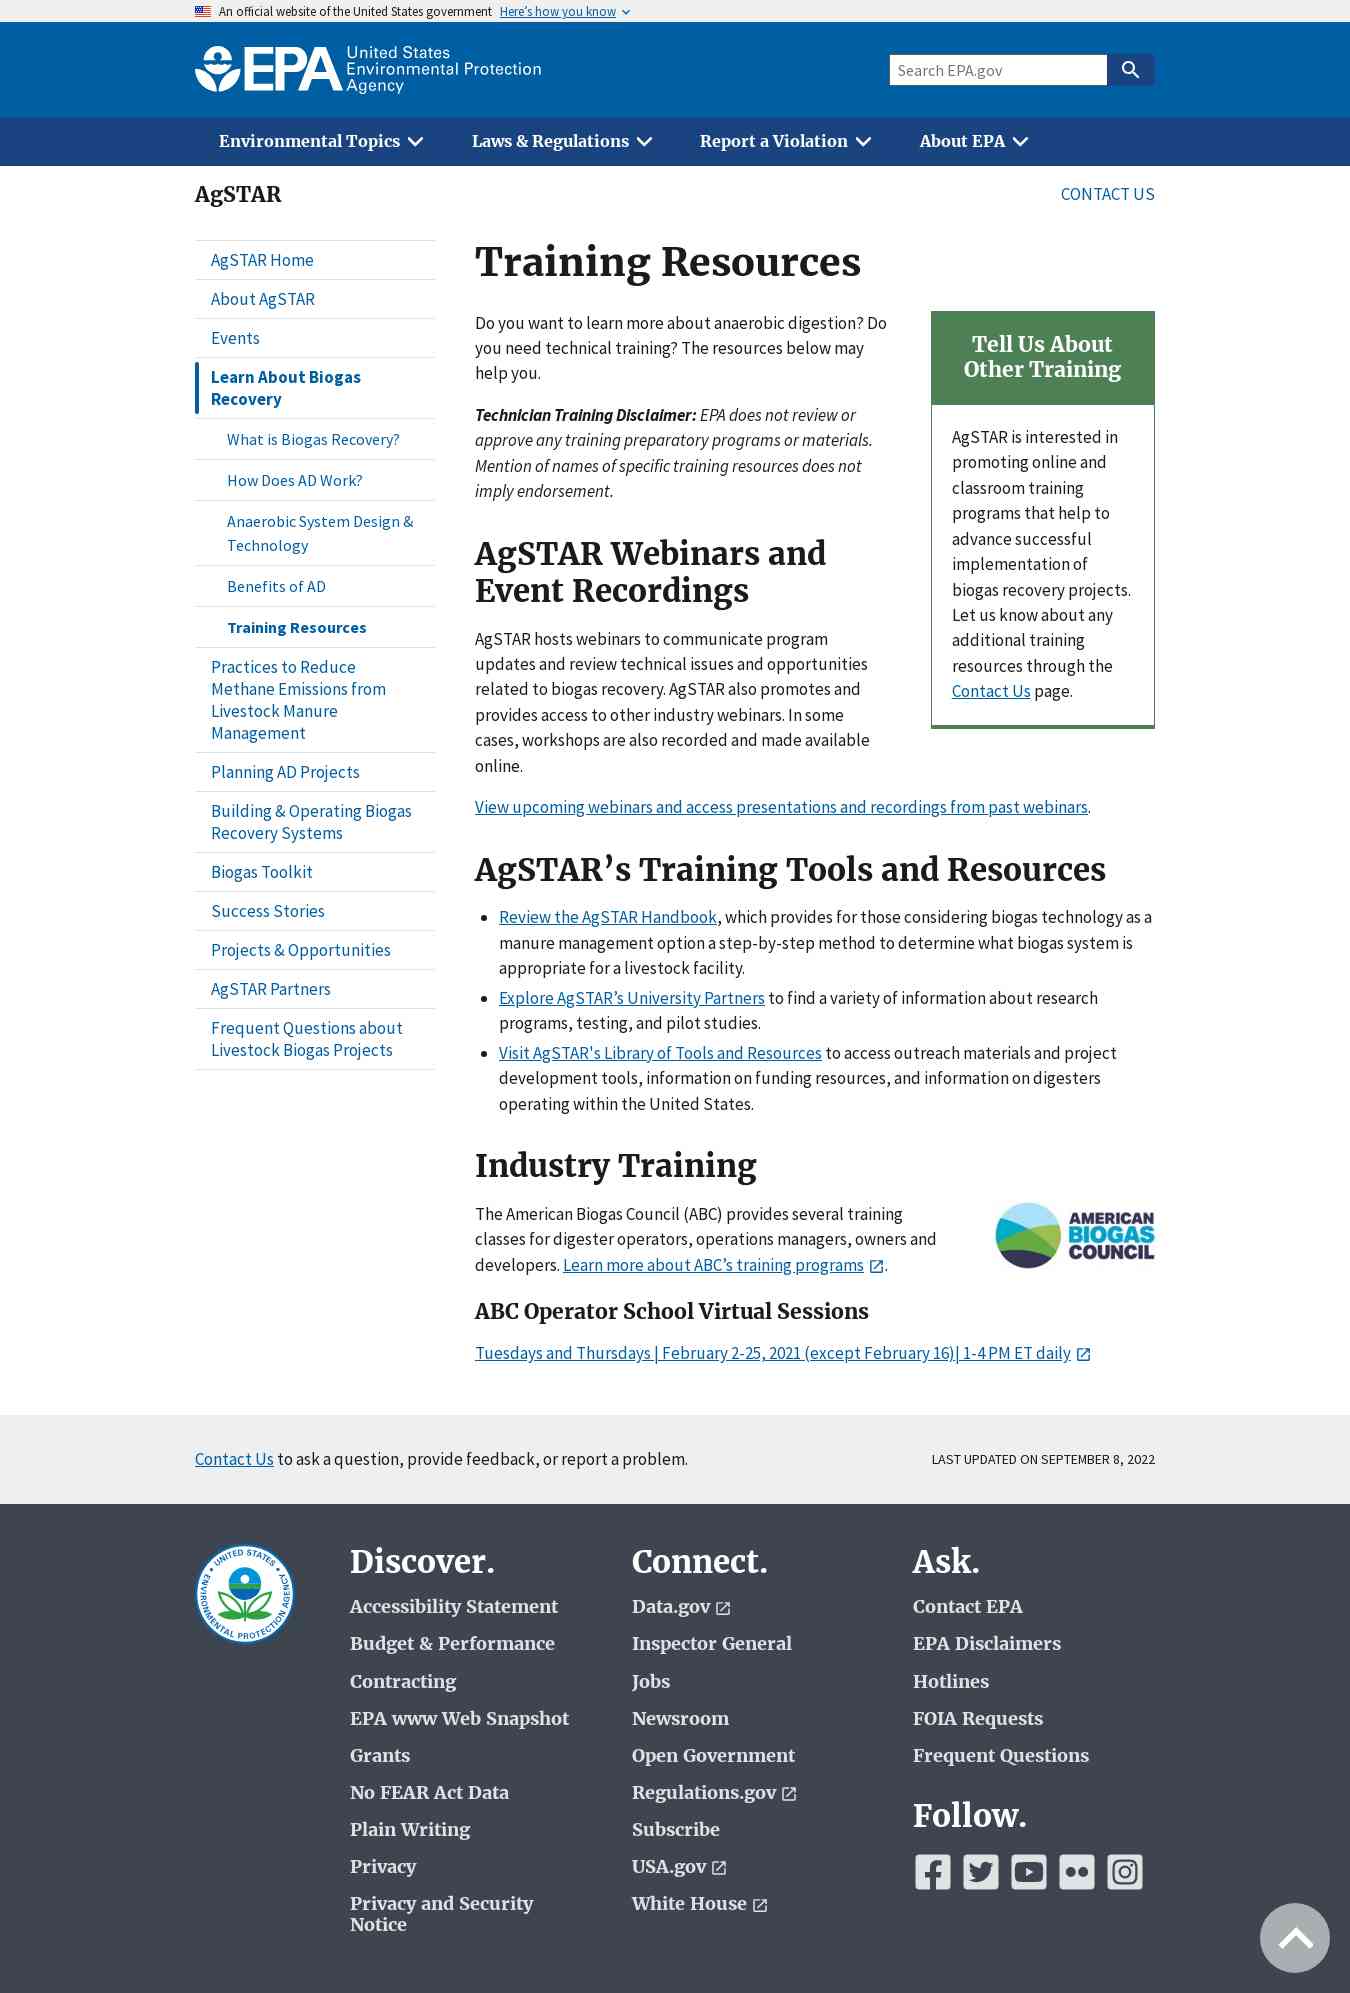 An official website of the United States government Here’s how you know
EPA United States
Environmental Protection
Agency
Search EPA.gov
Environmental Topics Laws & Regulations Report a Violation About EPA
AgSTAR CONTACT US
AgSTAR Home
About AgSTAR
Events
Learn About Biogas
Recovery
What is Biogas Recovery?
How Does AD Work?
Anaerobic System Design &
Technology
Benefits of AD
Training Resources
Practices to Reduce
Methane Emissions from
Livestock Manure
Management
Planning AD Projects
Building & Operating Biogas
Recovery Systems
Biogas Toolkit
Success Stories
Projects & Opportunities
AgSTAR Partners
Frequent Questions about
Livestock Biogas Projects
Training Resources
Do you want to learn more about anaerobic digestion? Do
you need technical training? The resources below may
help you.
Technician Training Disclaimer: EPA does not review or
approve any training preparatory programs or materials.
Mention of names of specific training resources does not
imply endorsement.
Tell Us About
Other Training
AgSTAR is interested in
promoting online and
classroom training
programs that help to
advance successful
implementation of
biogas recovery projects.
Let us know about any
additional training
resources through the
Contact Us page.
AgSTAR Webinars and
Event Recordings
AgSTAR hosts webinars to communicate program
updates and review technical issues and opportunities
related to biogas recovery. AgSTAR also promotes and
provides access to other industry webinars. In some
cases, workshops are also recorded and made available
online.
View upcoming webinars and access presentations and recordings from past webinars.
AgSTAR’s Training Tools and Resources
• Review the AgSTAR Handbook, which provides for those considering biogas technology as a
manure management option a step-by-step method to determine what biogas system is
appropriate for a livestock facility.
• Explore AgSTAR’s University Partners to find a variety of information about research
programs, testing, and pilot studies.
• Visit AgSTAR's Library of Tools and Resources to access outreach materials and project
development tools, information on funding resources, and information on digesters
operating within the United States.
Industry Training
The American Biogas Council (ABC) provides several training
classes for digester operators, operations managers, owners and
developers. Learn more about ABC’s training programs.
AMERICAN
BIOGAS
COUNCIL
ABC Operator School Virtual Sessions
Tuesdays and Thursdays | February 2-25, 2021 (except February 16)| 1-4 PM ET daily
Contact Us to ask a question, provide feedback, or report a problem. LAST UPDATED ON SEPTEMBER 8, 2022
UNITED STATES
ENVIRONMENTAL PROTECTION AGENCY
Discover.
Accessibility Statement
Budget & Performance
Contracting
EPA www Web Snapshot
Grants
No FEAR Act Data
Plain Writing
Privacy
Privacy and Security
Notice
Connect.
Data.gov
Inspector General
Jobs
Newsroom
Open Government
Regulations.gov
Subscribe
USA.gov
White House
Ask.
Contact EPA
EPA Disclaimers
Hotlines
FOIA Requests
Frequent Questions
Follow.